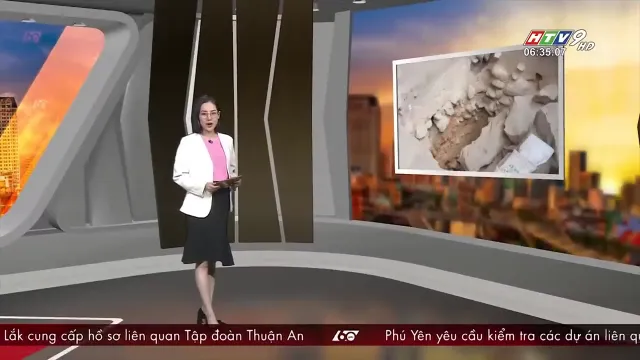 HTV9 HD
06:35:07
Lắk cung cấp hồ sơ liên quan Tập đoàn Thuận An 60 Phú Yên yêu cầu kiểm tra các dự án liên q